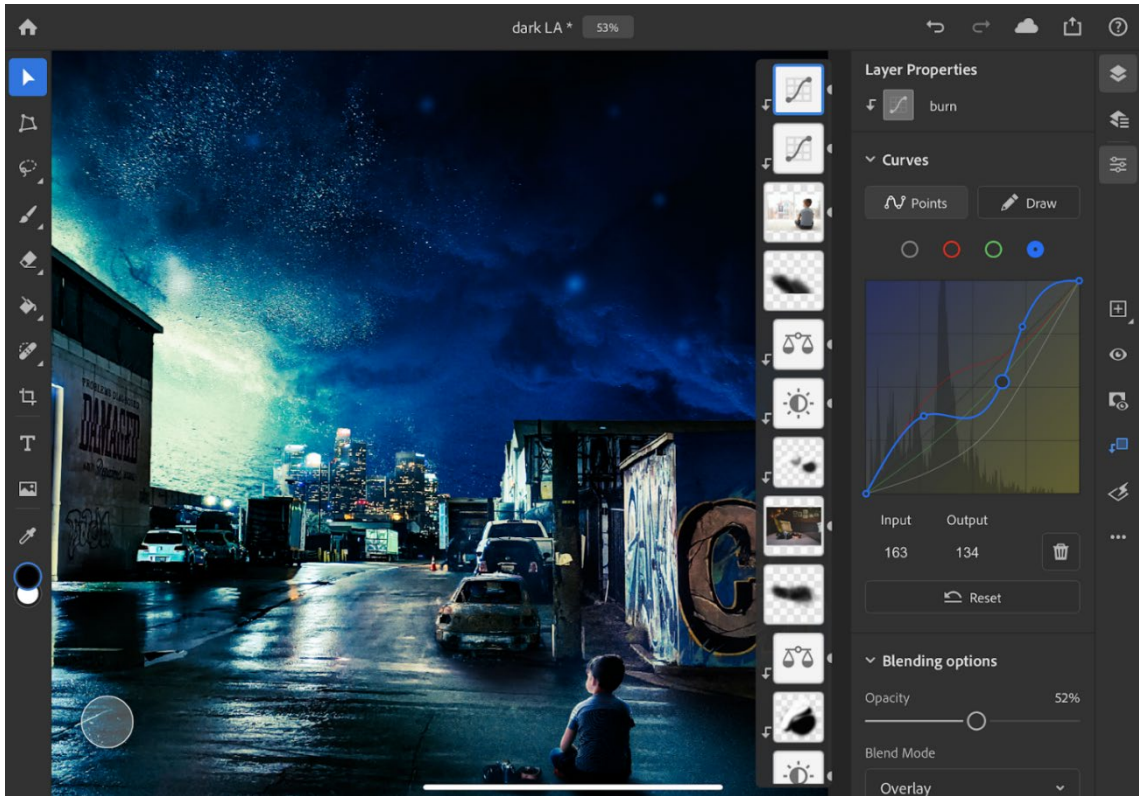 dark LA *
53%
Layer Properties
burn
Curves
Points
Draw
Input
Output
163
134
Reset
Blending options
Opacity
52%
Blend Mode
Overlay
T
DAMAGED
G